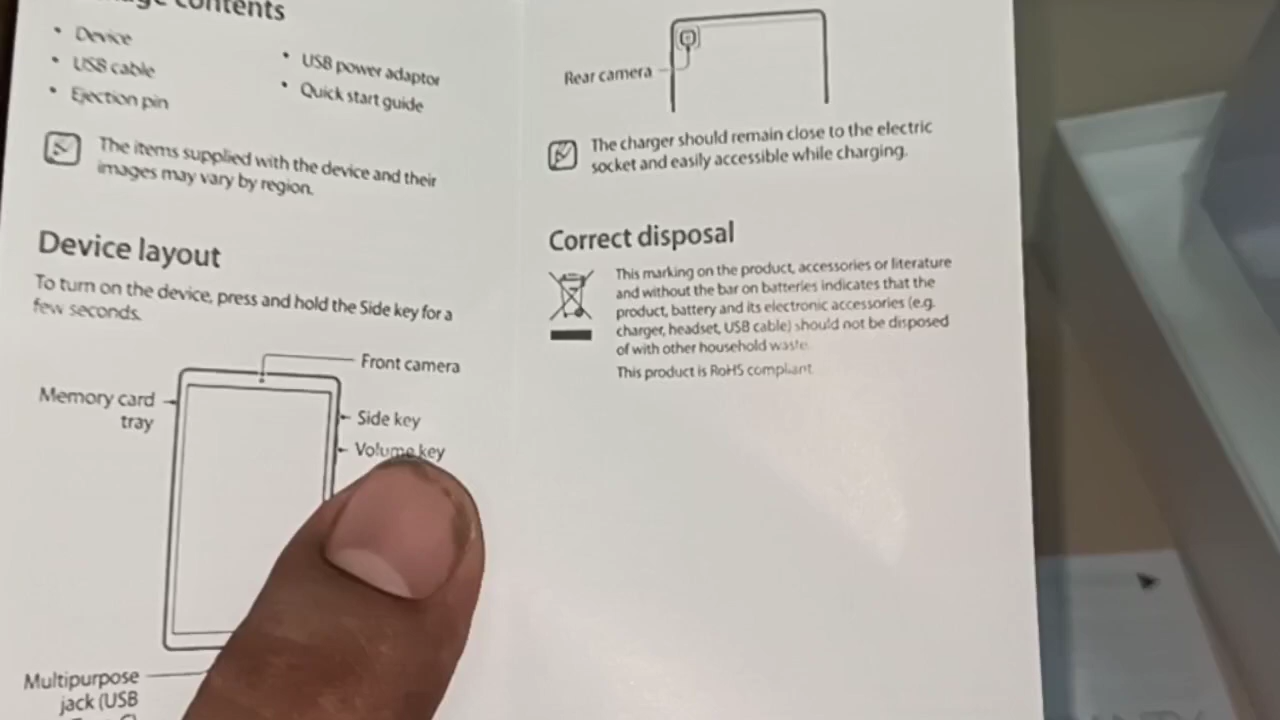 contents
• Device
• USB cable
• Ejection pin
• USB power adaptor
• Quick start guide
The items supplied with the device and their
images may vary by region.
Device layout
To turn on the device, press and hold the Side key for a
few seconds.
Front camera
Memory card
tray
Side key
Volume key
Multipurpose
jack (USB
Rear camera
The charger should remain close to the electric
socket and easily accessible while charging.
Correct disposal
This marking on the product, accessories or literature
and without the bar on batteries indicates that the
product, battery and its electronic accessories (e.g.
charger, headset, USB cable) should not be disposed
of with other household waste.
This product is RoHS compliant.